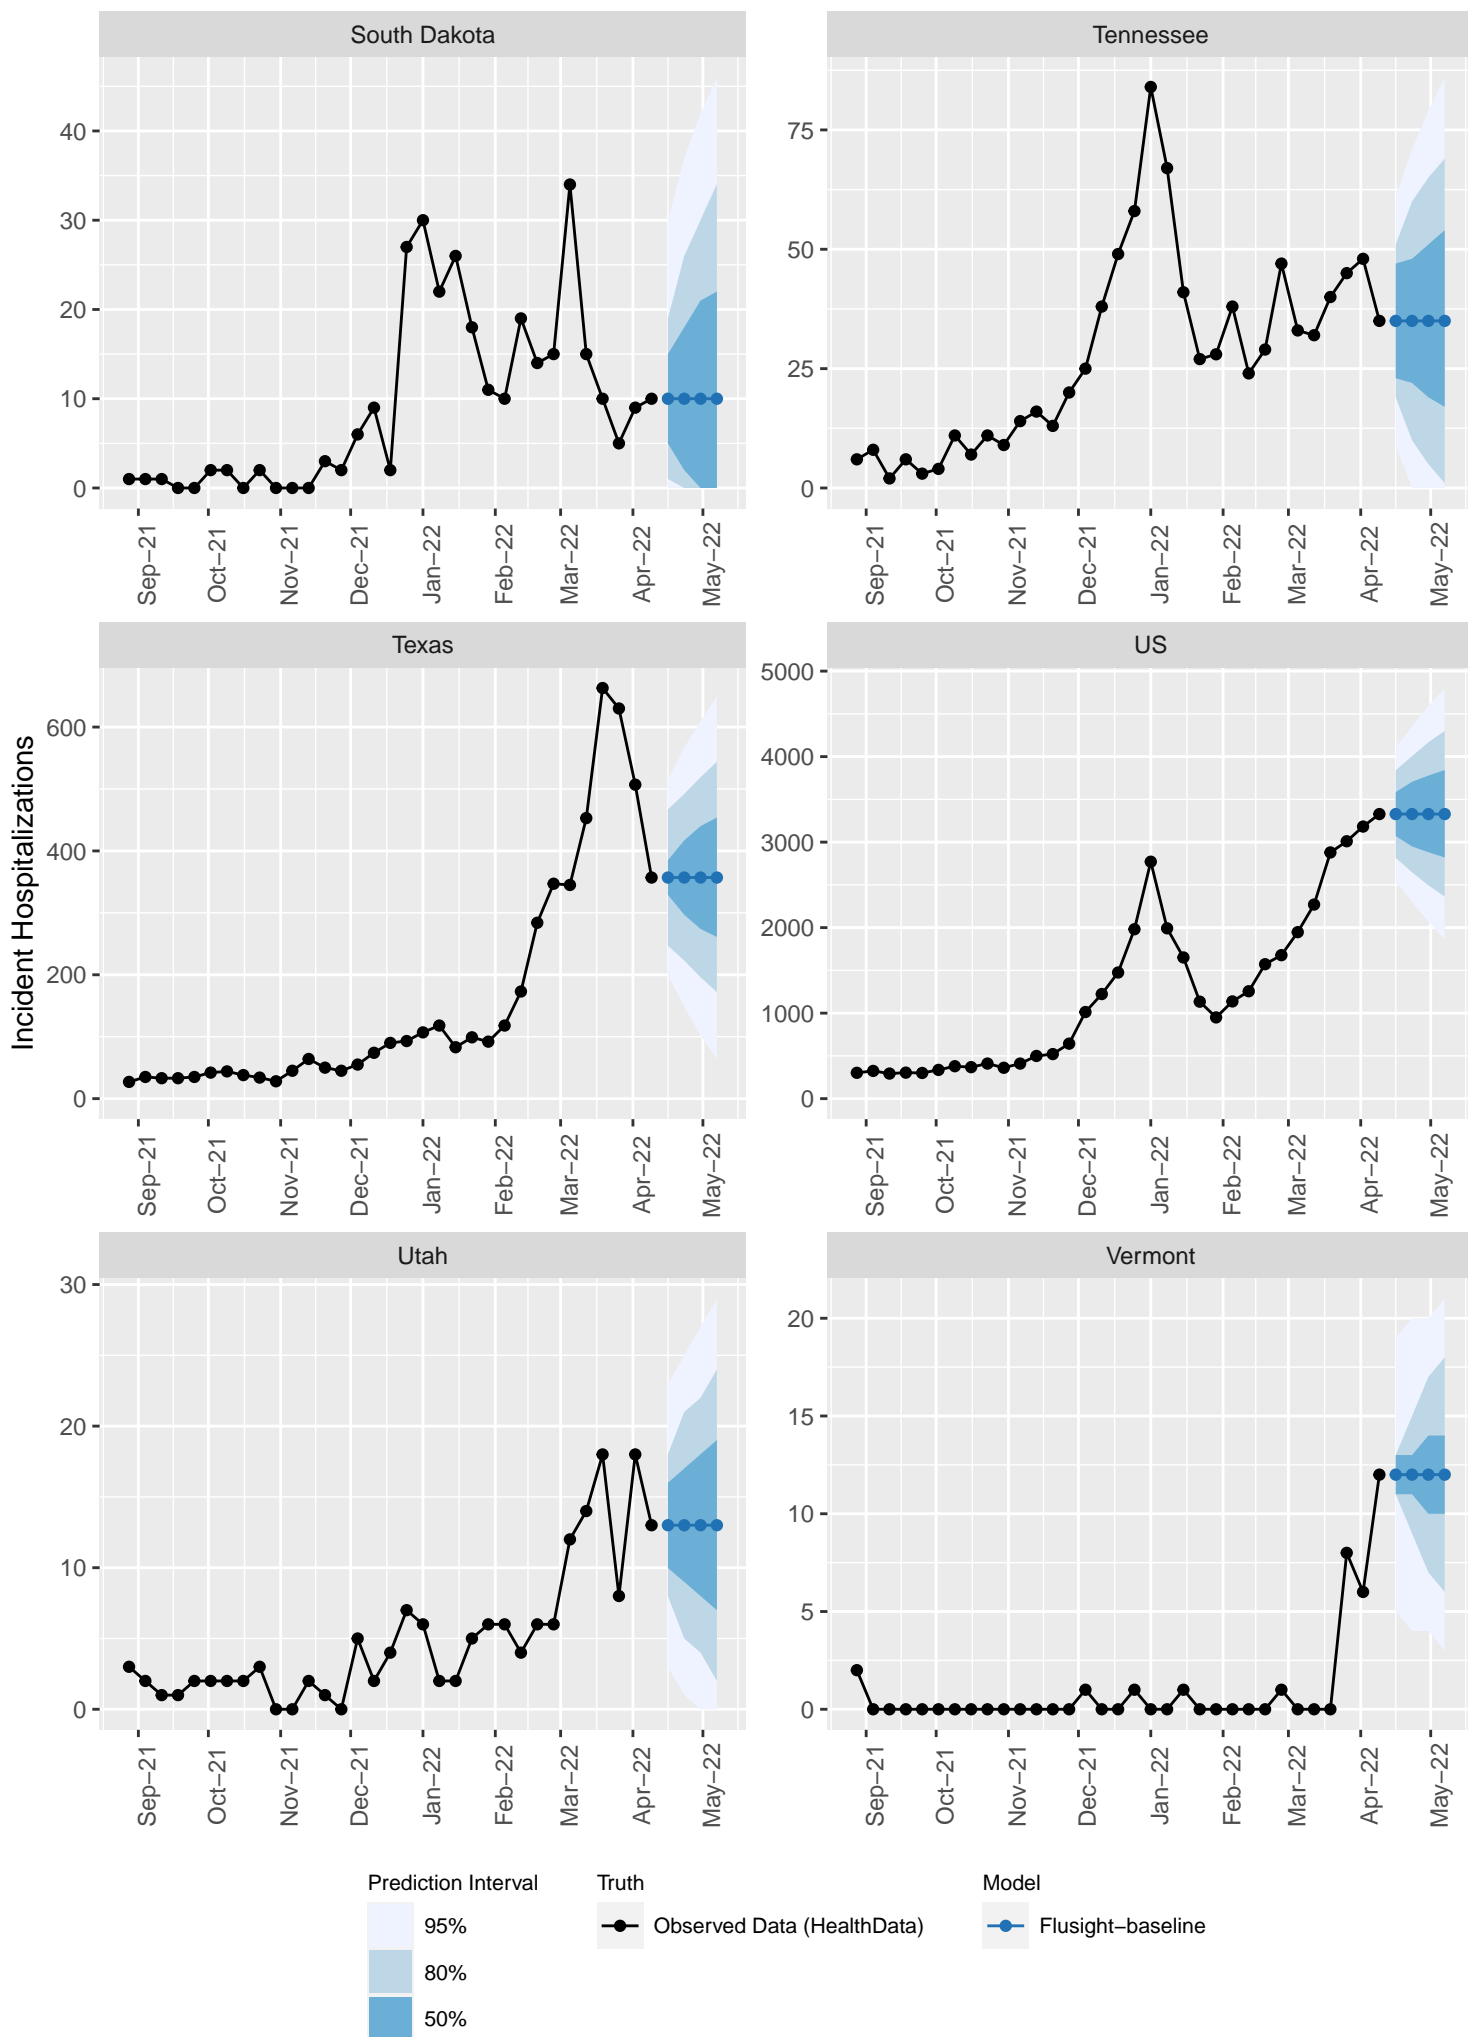 South Dakota
Tennessee
40
30
20
10
0
75
50
25
0
Sep−21
Oct−21
Nov−21
Dec−21
Jan−22
Feb−22
Mar−22
Apr−22
May−22
Sep−21
Oct−21
Nov−21
Dec−21
Jan−22
Feb−22
Mar−22
Apr−22
May−22
Incident Hospitalizations
Texas
US
600
400
200
0
5000
4000
3000
2000
1000
0
Sep−21
Oct−21
Nov−21
Dec−21
Jan−22
Feb−22
Mar−22
Apr−22
May−22
Sep−21
Oct−21
Nov−21
Dec−21
Jan−22
Feb−22
Mar−22
Apr−22
May−22
Utah
Vermont
30
20
10
0
20
15
10
5
0
Sep−21
Oct−21
Nov−21
Dec−21
Jan−22
Feb−22
Mar−22
Apr−22
May−22
Sep−21
Oct−21
Nov−21
Dec−21
Jan−22
Feb−22
Mar−22
Apr−22
May−22
Prediction Interval
95%
80%
50%
Truth
Observed Data (HealthData)
Model
Flusight−baseline